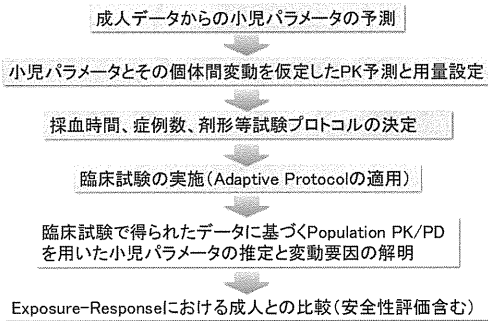 成人データからの小児パラメータの予測
小児パラメータとその個体間変動を仮定したPK予測と用量設定
採血時間、症例数、剤形等試験プロトコルの決定
臨床試験の実施(Adaptive Protocolの適用)
臨床試験で得られたデータに基づくPopulation PK/PD
を用いた小児パラメータの推定と変動要因の解明
Exposure-Responseにおける成人との比較(安全性評価含む)